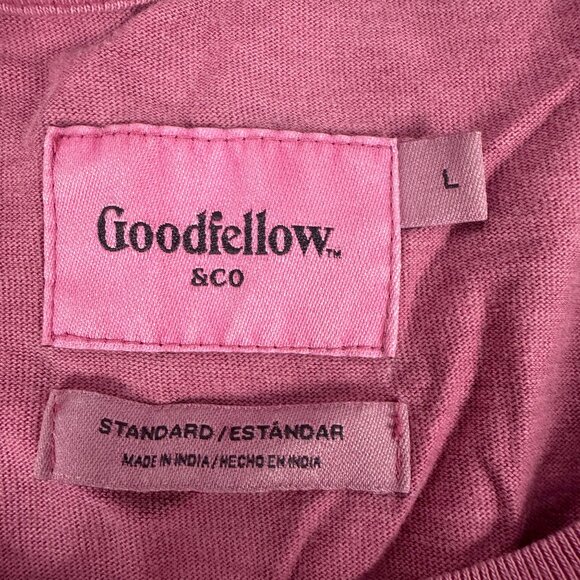 Goodfellow™
&CO
L
STANDARD/ESTÁNDAR
MADE IN INDIA/HECHO EN INDIA